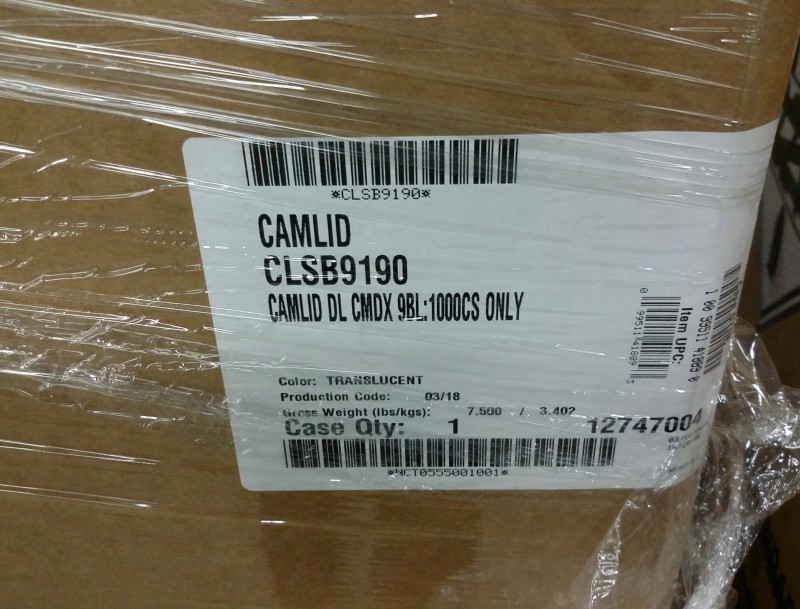 *CLSB9190*
CAMLID
CLSB9190
CAMLID DL CMDX 9BL:1000CS ONLY
Color: TRANSLUCENT
Production Code: 03/18
Gross Weight (lbs/kgs): 7.500 / 3.402
Case Qty: 1 12747004
*NCT0555001001*
Item UPC: